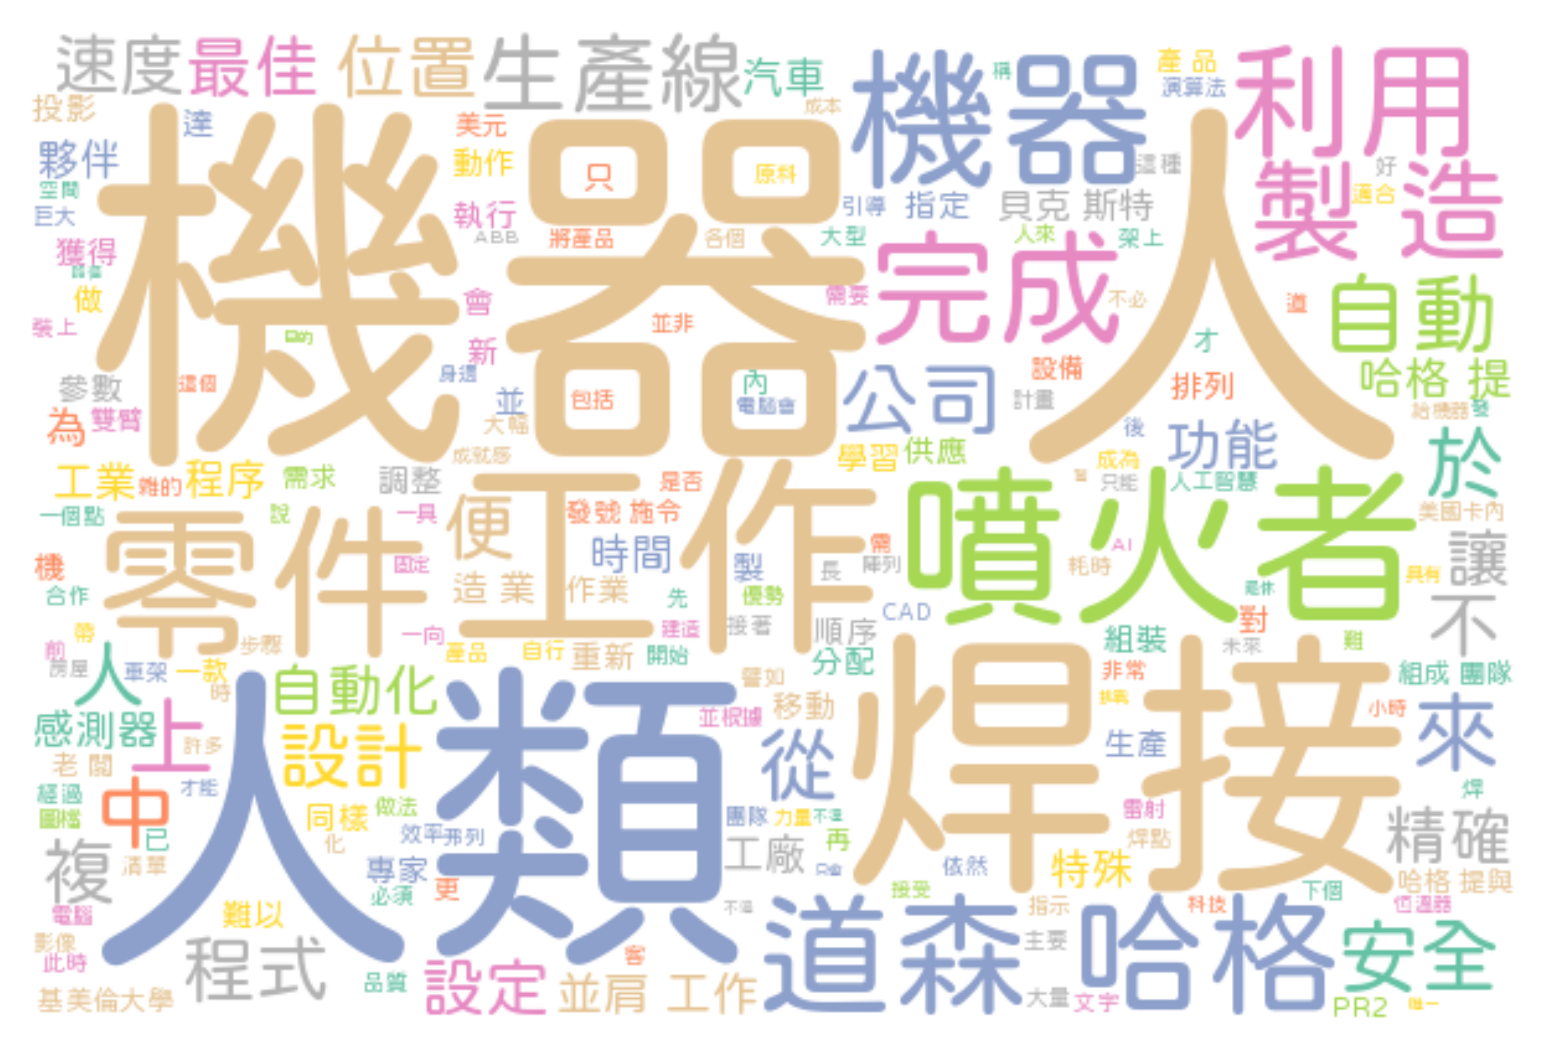 速度 最佳 位置 生產線 汽車 機器 稱 產品 演算法 利用
投影 達 美元 成本
夥伴 動作 只 原料 這種 好 製造
空間 巨大 執行 引導 指定 貝克 斯特 適合
獲得 ABB 將產品 各個 大型 人來 架上
機器人
做 會 需要 完成 不必 道 自動
裝上 並非 新 才
參數 這個 身邊 並 包括 內 電腦會 公司 計畫 設備 排列 哈格 提
為 雙臂 大幅 後 功能 給機器 發
成就感 學習 供應 成為 於
工業 雜的 程序 需求 調整 是否 只能 人工智慧
一個點 說 一具 便 工作 發號 施令 噴火者 美國卡內
零件 機 固定 時間 製 需 陣列 長 AI 耗時 具有 讓
合作 造 業 作業 先 優勢 CAD 不
帶 一向 建造 接著 順序 組裝 對
前 步驟 產品 自行 重新 開始 分配 非常 未來 難
房屋 人 車架 一款 時 自動化 譬如 移動 焊接 組成 團隊
感測器 上 許多 設計 人類 並根據 從 生產 小時 來
老 闆
經過 中 才能 同樣 做法 團隊 力量 雷射 焊
圖檔 已 化 效率 弗列 再 工廠 焊點 精確
複 清單 專家 依然 特殊
電腦 難以 必須 更 接受 下個 哈格 提與
影像 指示 科技 恆溫器
此時 程式 客 道森 主要 哈格 安全
基美倫大學 品質 設定 並肩 工作 大量 文字 PR2 唯一